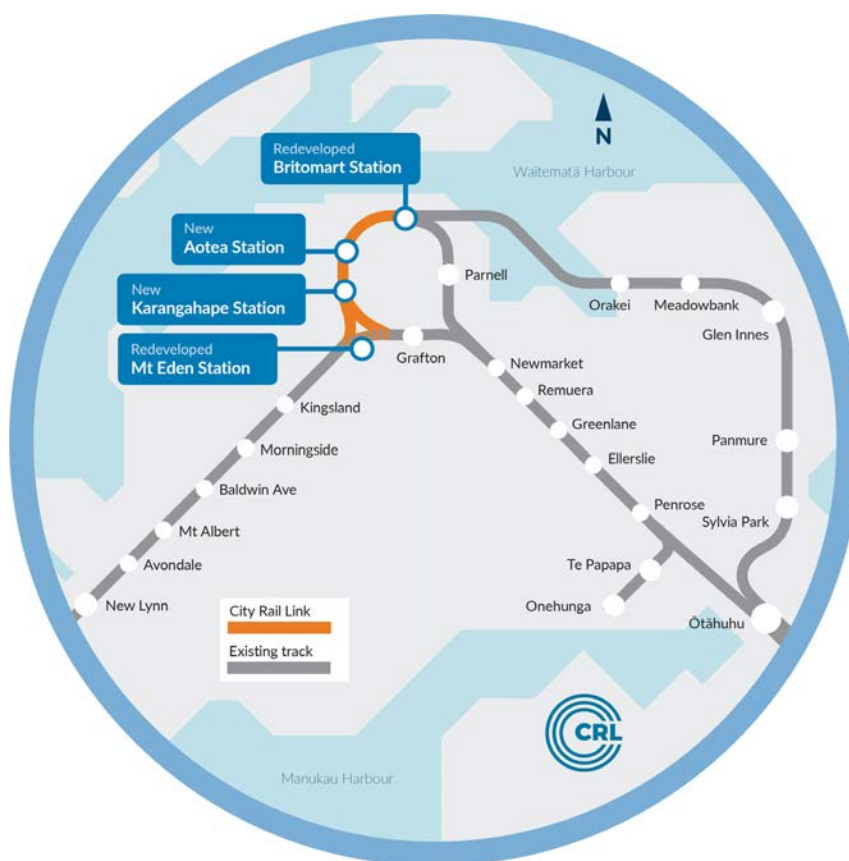 Redeveloped
Britomart Station
N
Waitematā Harbour
New
Aotea Station
Parnell
New
Karangahape Station
Orakei
Meadowbank
Glen Innes
Redeveloped
Mt Eden Station
Grafton
Newmarket
Remuera
Kingsland
Greenlane
Morningside
Panmure
Ellerslie
Baldwin Ave
Penrose
Sylvia Park
Mt Albert
Avondale
Te Papapa
New Lynn
Onehunga
Ōtāhuhu
City Rail Link
Existing track
CRL
Manukau Harbour